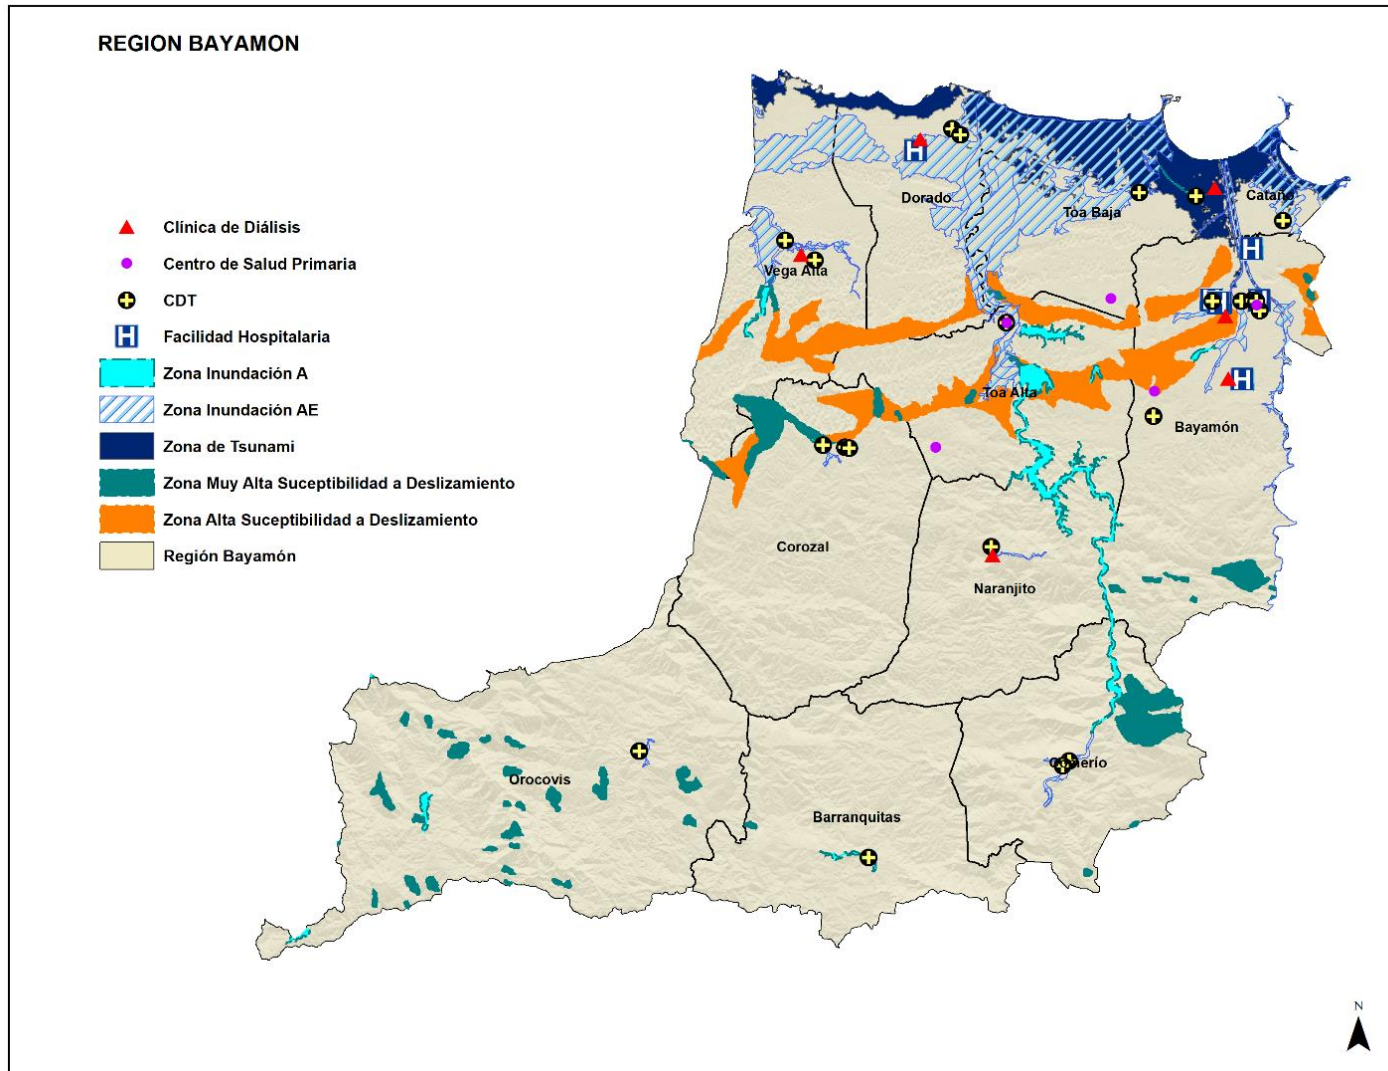 REGION BAYAMON
Clínica de Diálisis
Centro de Salud Primaria
CDT
H Facilidad Hospitalaria
Zona Inundación A
Zona Inundación AE
Zona de Tsunami
Zona Muy Alta Suceptibilidad a Deslizamiento
Zona Alta Suceptibilidad a Deslizamiento
Región Bayamón
H
Dorado
Toa Baja
Cataño
H
Vega Alta
H
H
H
Toa Alta
H
Bayamón
Corozal
Naranjito
Orocovis
Comerío
Barranquitas
N